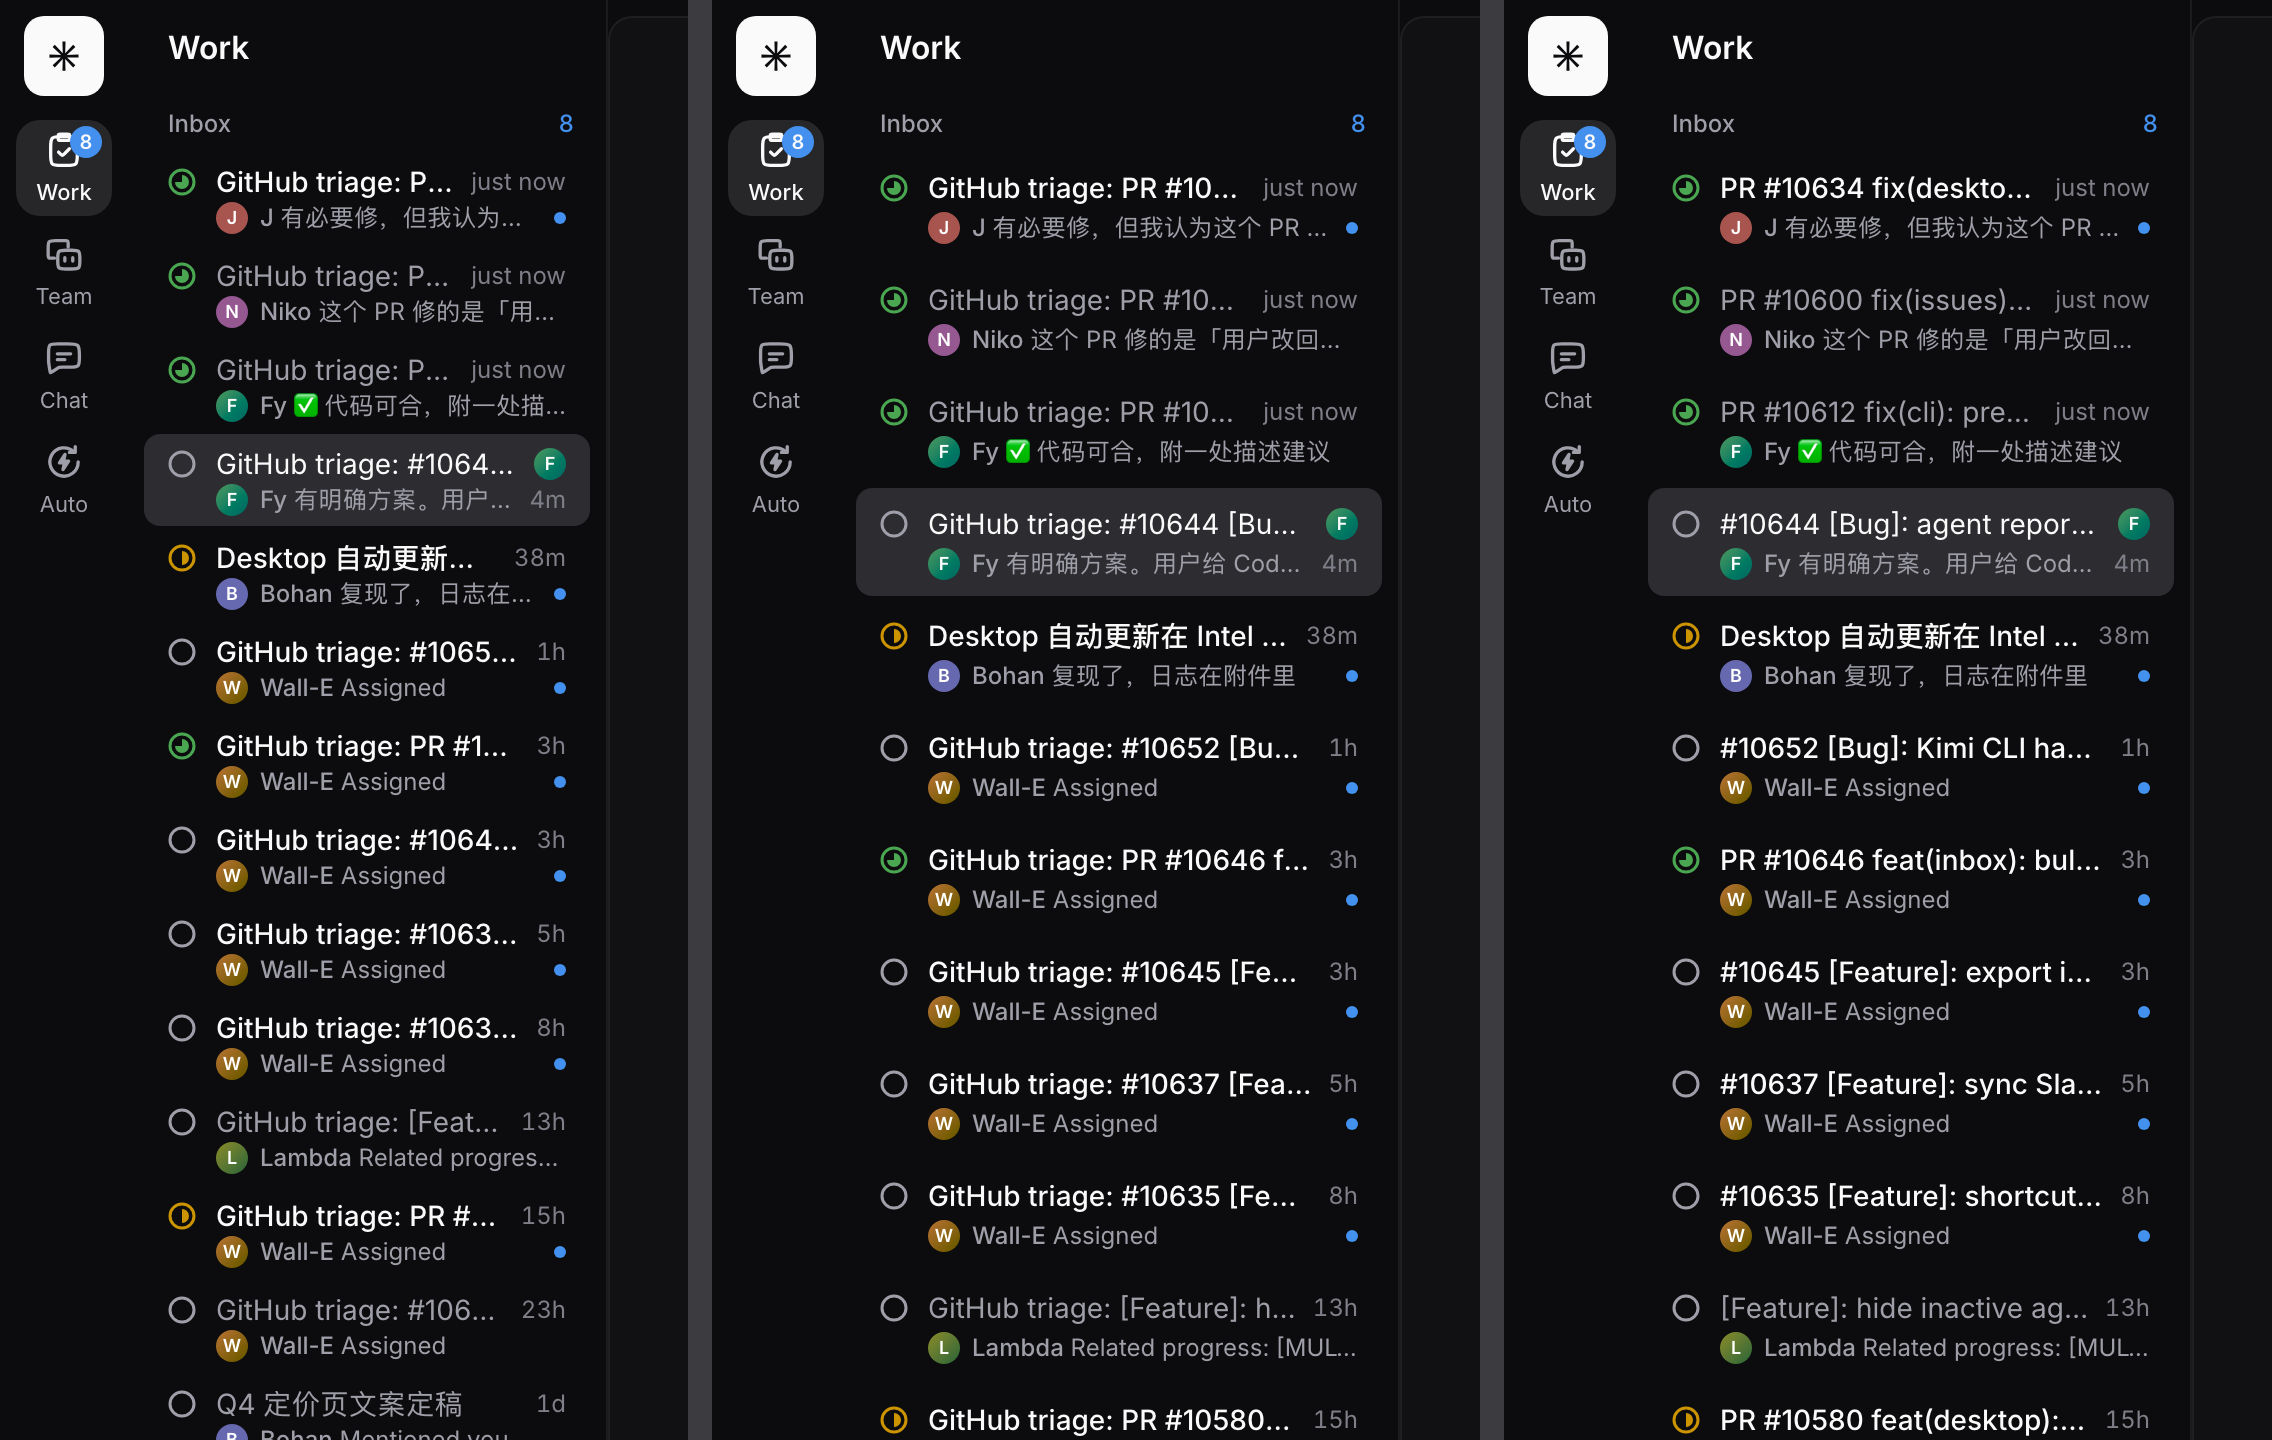 Work
Inbox 8
8
Work
Team
Chat
Auto
GitHub triage: P... just now
J J 有必要修，但我认为...
GitHub triage: P... just now
N Niko 这个 PR 修的是「用...
GitHub triage: P... just now
F Fy ✅ 代码可合，附一处描...
GitHub triage: #1064... F
F Fy 有明确方案。用户... 4m
Desktop 自动更新... 38m
B Bohan 复现了，日志在...
GitHub triage: #1065... 1h
W Wall-E Assigned
GitHub triage: PR #1... 3h
W Wall-E Assigned
GitHub triage: #1064... 3h
W Wall-E Assigned
GitHub triage: #1063... 5h
W Wall-E Assigned
GitHub triage: #1063... 8h
W Wall-E Assigned
GitHub triage: [Feat... 13h
L Lambda Related progres...
GitHub triage: PR #... 15h
W Wall-E Assigned
GitHub triage: #106... 23h
W Wall-E Assigned
Q4 定价页文案定稿 1d
B Bohan Mentioned you
Work
Inbox 8
8
Work
Team
Chat
Auto
GitHub triage: PR #10... just now
J J 有必要修，但我认为这个 PR ...
GitHub triage: PR #10... just now
N Niko 这个 PR 修的是「用户改回...
GitHub triage: PR #10... just now
F Fy ✅ 代码可合，附一处描述建议
GitHub triage: #10644 [Bu... F
F Fy 有明确方案。用户给 Cod... 4m
Desktop 自动更新在 Intel ... 38m
B Bohan 复现了，日志在附件里
GitHub triage: #10652 [Bu... 1h
W Wall-E Assigned
GitHub triage: PR #10646 f... 3h
W Wall-E Assigned
GitHub triage: #10645 [Fe... 3h
W Wall-E Assigned
GitHub triage: #10637 [Fea... 5h
W Wall-E Assigned
GitHub triage: #10635 [Fe... 8h
W Wall-E Assigned
GitHub triage: [Feature]: h... 13h
L Lambda Related progress: [MUL...
GitHub triage: PR #10580... 15h
Work
Inbox 8
8
Work
Team
Chat
Auto
PR #10634 fix(deskto... just now
J J 有必要修，但我认为这个 PR ...
PR #10600 fix(issues)... just now
N Niko 这个 PR 修的是「用户改回...
PR #10612 fix(cli): pre... just now
F Fy ✅ 代码可合，附一处描述建议
#10644 [Bug]: agent repor... F
F Fy 有明确方案。用户给 Cod... 4m
Desktop 自动更新在 Intel ... 38m
B Bohan 复现了，日志在附件里
#10652 [Bug]: Kimi CLI ha... 1h
W Wall-E Assigned
PR #10646 feat(inbox): bul... 3h
W Wall-E Assigned
#10645 [Feature]: export i... 3h
W Wall-E Assigned
#10637 [Feature]: sync Sla... 5h
W Wall-E Assigned
#10635 [Feature]: shortcut... 8h
W Wall-E Assigned
[Feature]: hide inactive ag... 13h
L Lambda Related progress: [MUL...
PR #10580 feat(desktop):... 15h